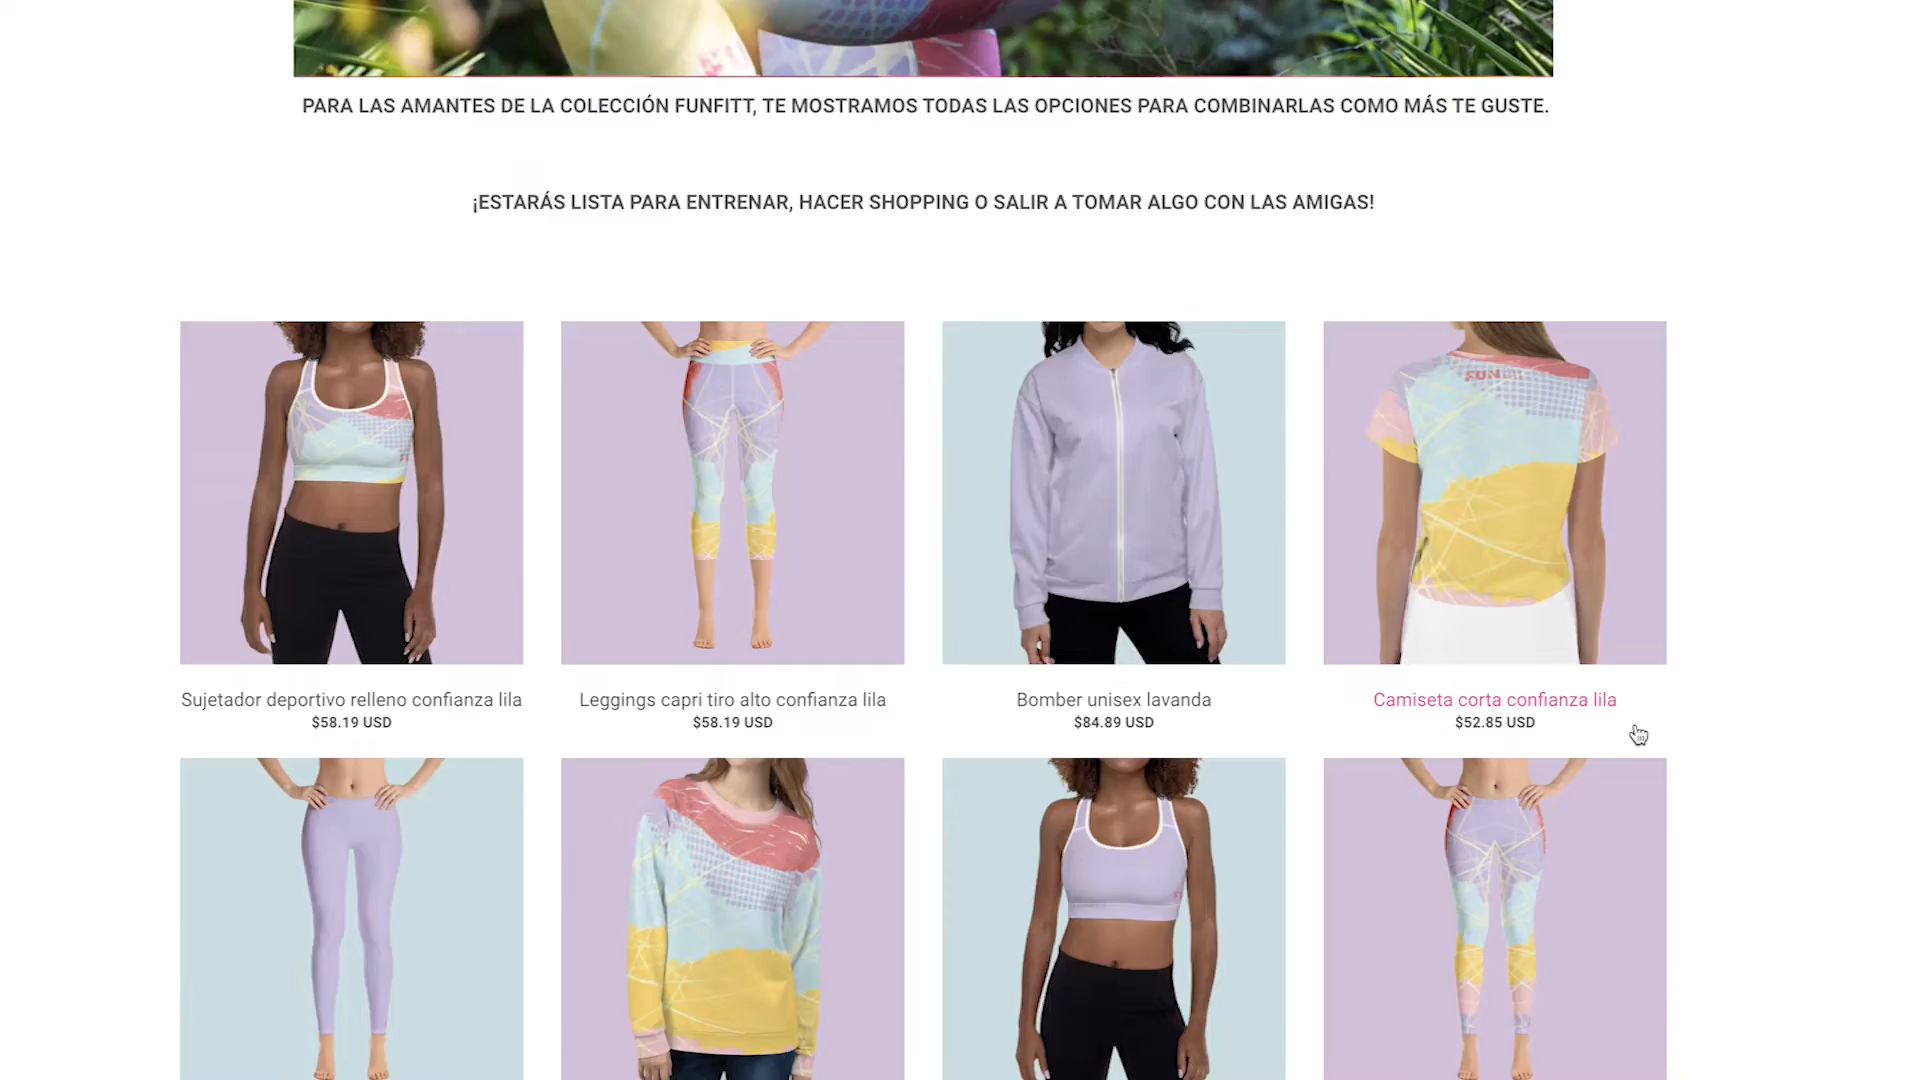 PARA LAS AMANTES DE LA COLECCIÓN FUNFITT, TE MOSTRAMOS TODAS LAS OPCIONES PARA COMBINARLAS COMO MÁS TE GUSTE.
¡ESTARÁS LISTA PARA ENTRENAR, HACER SHOPPING O SALIR A TOMAR ALGO CON LAS AMIGAS!
Sujetador deportivo relleno confianza lila
$58.19 USD
Leggings capri tiro alto confianza lila
$58.19 USD
Bomber unisex lavanda
$84.89 USD
Camiseta corta confianza lila
$52.85 USD